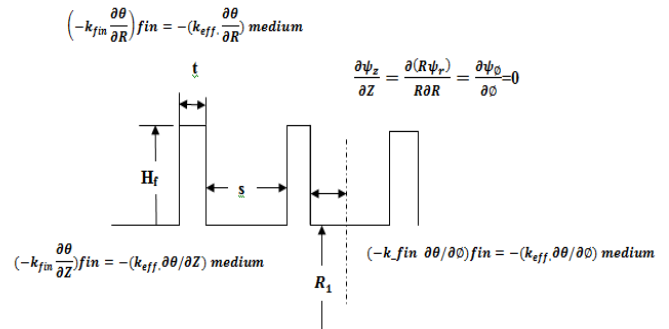 (-k_fin ∂θ/∂R) fin = -(k_eff. ∂θ/∂R) medium
t
∂ψ_z/∂Z = ∂(Rψ_r)/R∂R = ∂ψ_∅/∂∅=0
H_f
s
(-k_fin ∂θ/∂Z)fin = -(k_eff. ∂θ/∂Z) medium
(-k_fin ∂θ/∂∅)fin = -(k_eff. ∂θ/∂∅) medium
R_1